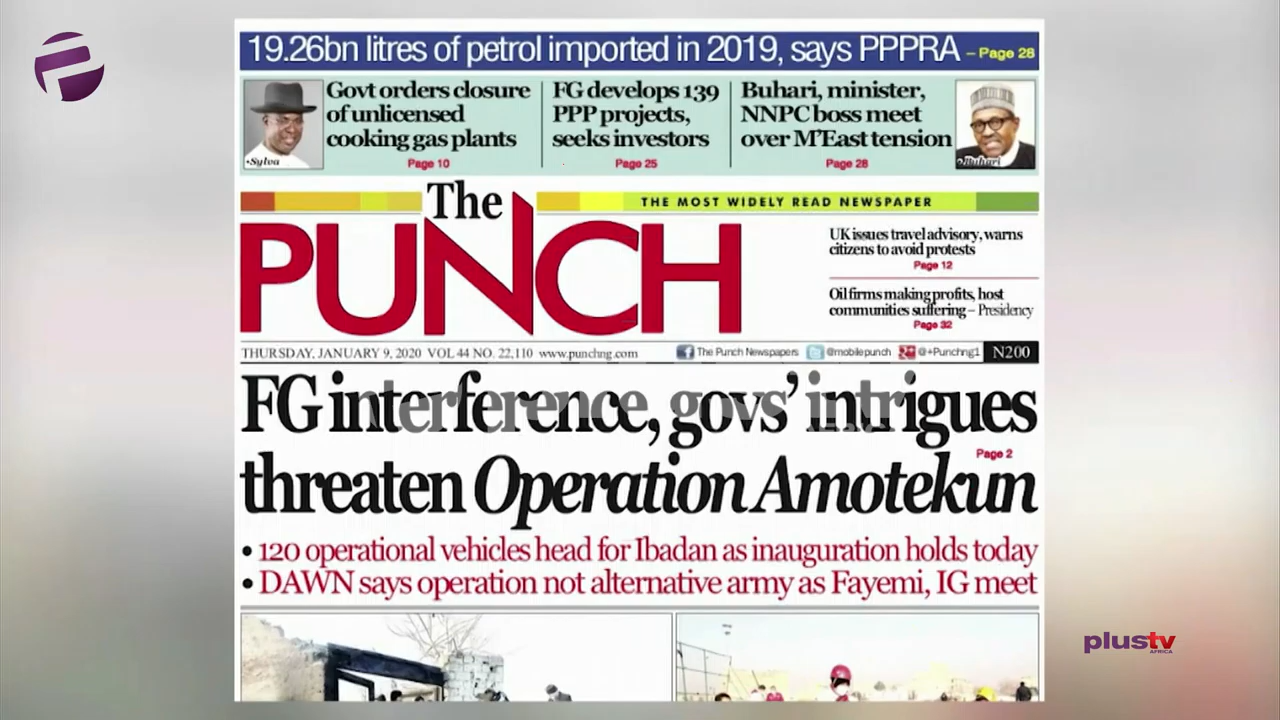 19.26bn litres of petrol imported in 2019, says PPPRA – Page 28
Govt orders closure
of unlicensed
cooking gas plants
Page 10
•Sylva
FG develops 139
PPP projects,
seeks investors
Page 25
Buhari, minister,
NNPC boss meet
over M'East tension
Page 28
•Buhari
The
PUNCH
THE MOST WIDELY READ NEWSPAPER
UK issues travel advisory, warns
citizens to avoid protests
Page 12
Oil firms making profits, host
communities suffering – Presidency
Page 32
THURSDAY, JANUARY 9, 2020 VOL 44 NO. 22,110 www.punchng.com The Punch Newspapers @mobilepunch @+Punchng1 N200
FG interference, govs' intrigues
Page 2
threaten Operation Amotekun
• 120 operational vehicles head for Ibadan as inauguration holds today
• DAWN says operation not alternative army as Fayemi, IG meet
plustv
AFRICA